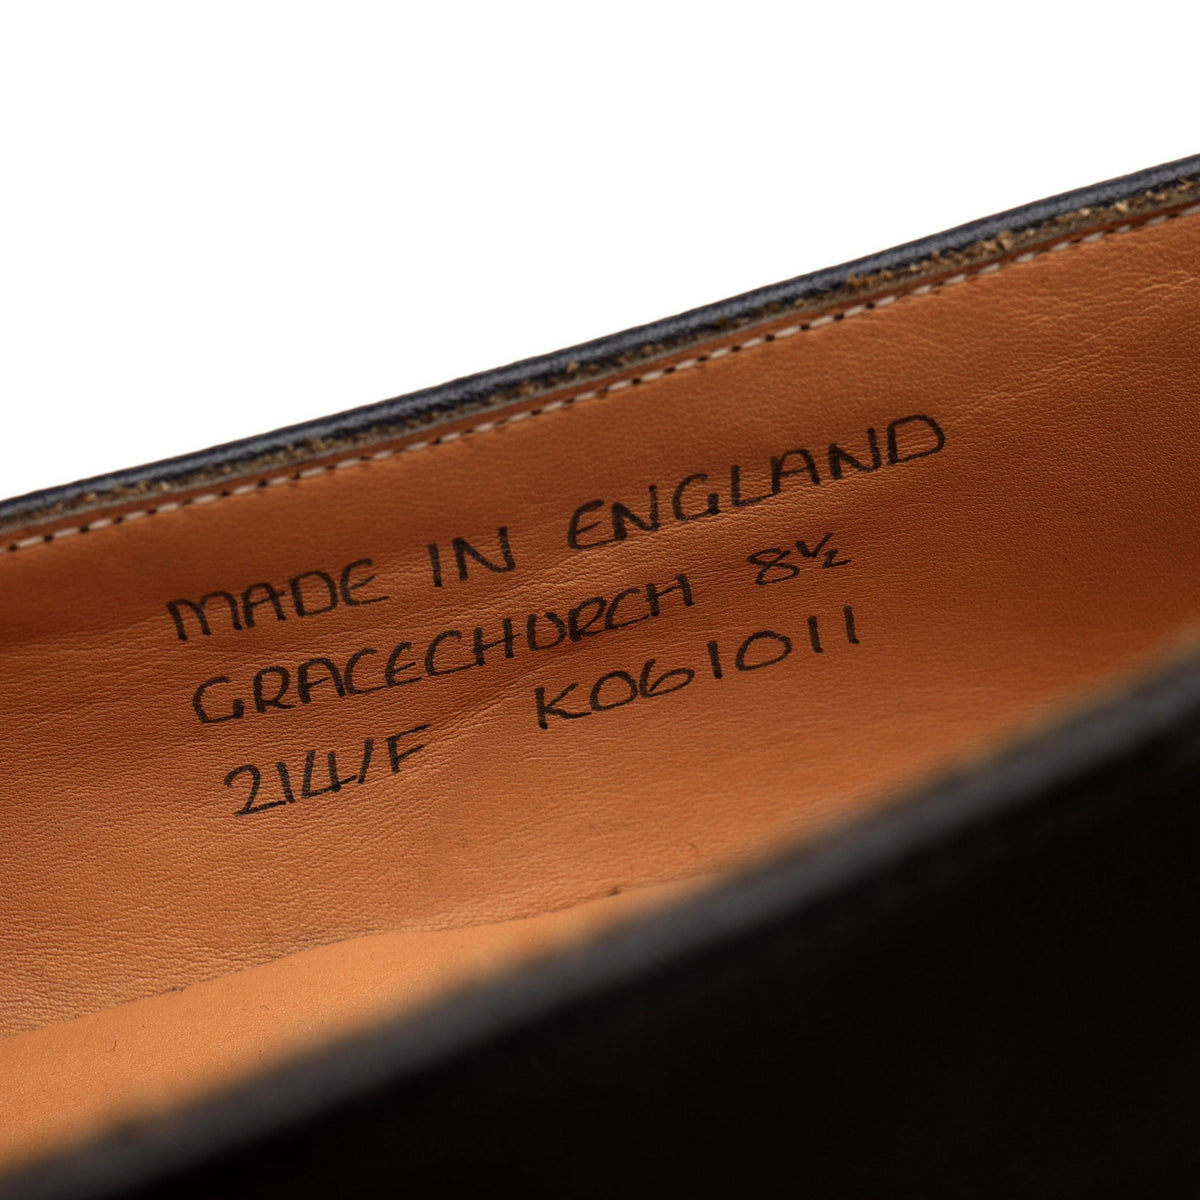 MADE IN ENGLAND
GRACECHURCH 8½
214/F K061011